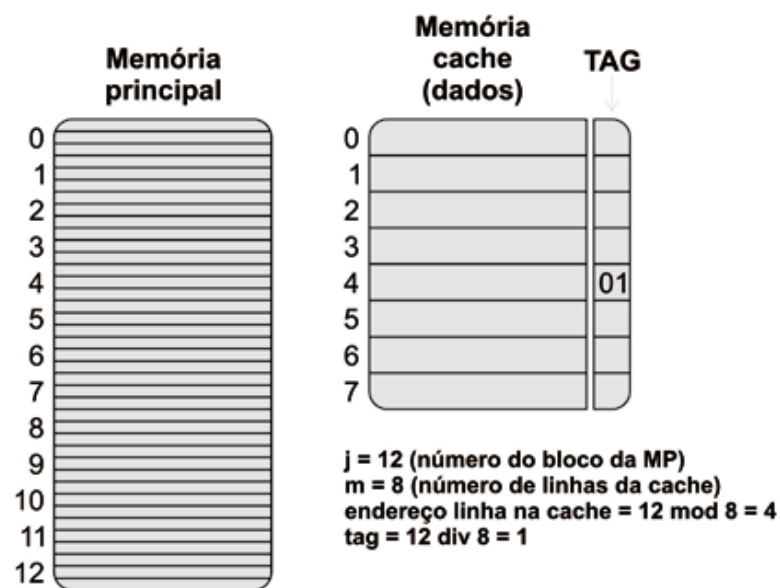 Memória
principal
0
1
2
3
4
5
6
7
8
9
10
11
12
Memória
cache
(dados)
TAG
0
1
2
3
4
01
5
6
7
j = 12 (número do bloco da MP)
m = 8 (número de linhas da cache)
endereço linha na cache = 12 mod 8 = 4
tag = 12 div 8 = 1